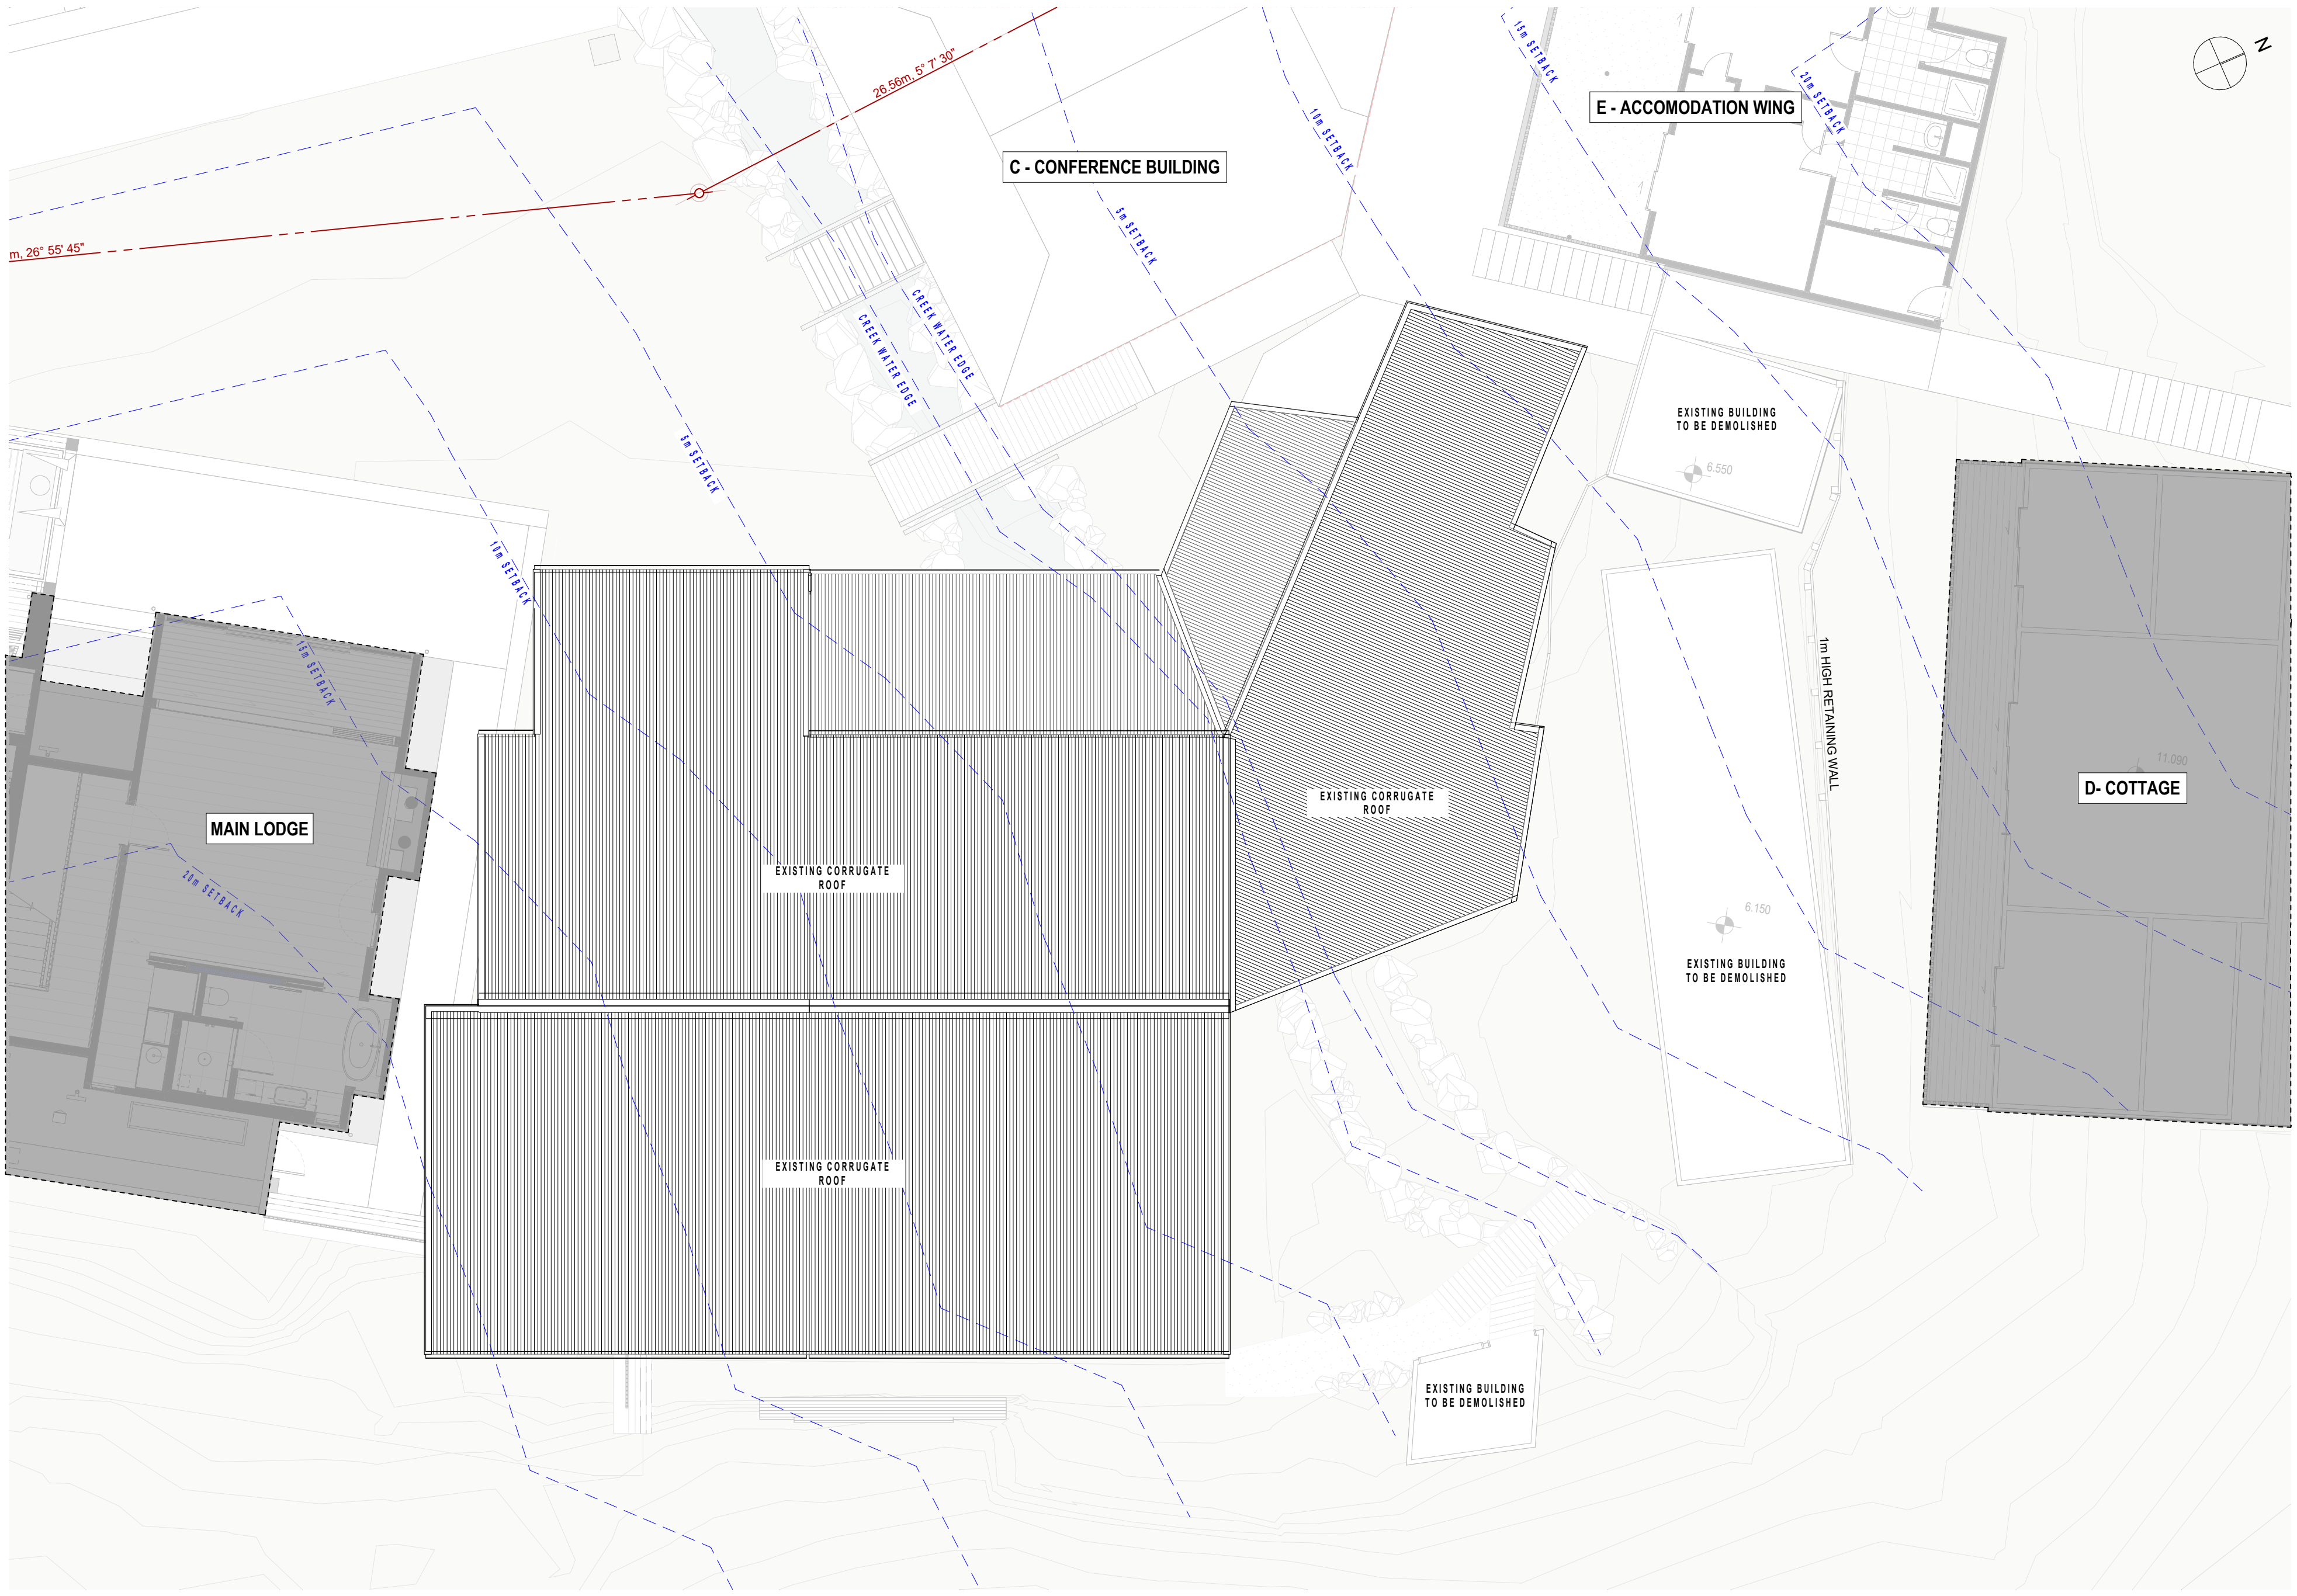 N
15m SETBACK
26.56m, 5° 7' 30"
20m SETBACK
E - ACCOMODATION WING
10m SETBACK
C - CONFERENCE BUILDING
5m SETBACK
m, 26° 55' 45"
CREEK WATER EDGE
CREEK WATER EDGE
EXISTING BUILDING
TO BE DEMOLISHED
6.550
5m SETBACK
10m SETBACK
15m SETBACK
1m HIGH RETAINING WALL
11.090
D- COTTAGE
EXISTING CORRUGATE
ROOF
MAIN LODGE
EXISTING CORRUGATE
ROOF
20m SETBACK
6.150
EXISTING BUILDING
TO BE DEMOLISHED
EXISTING CORRUGATE
ROOF
EXISTING BUILDING
TO BE DEMOLISHED